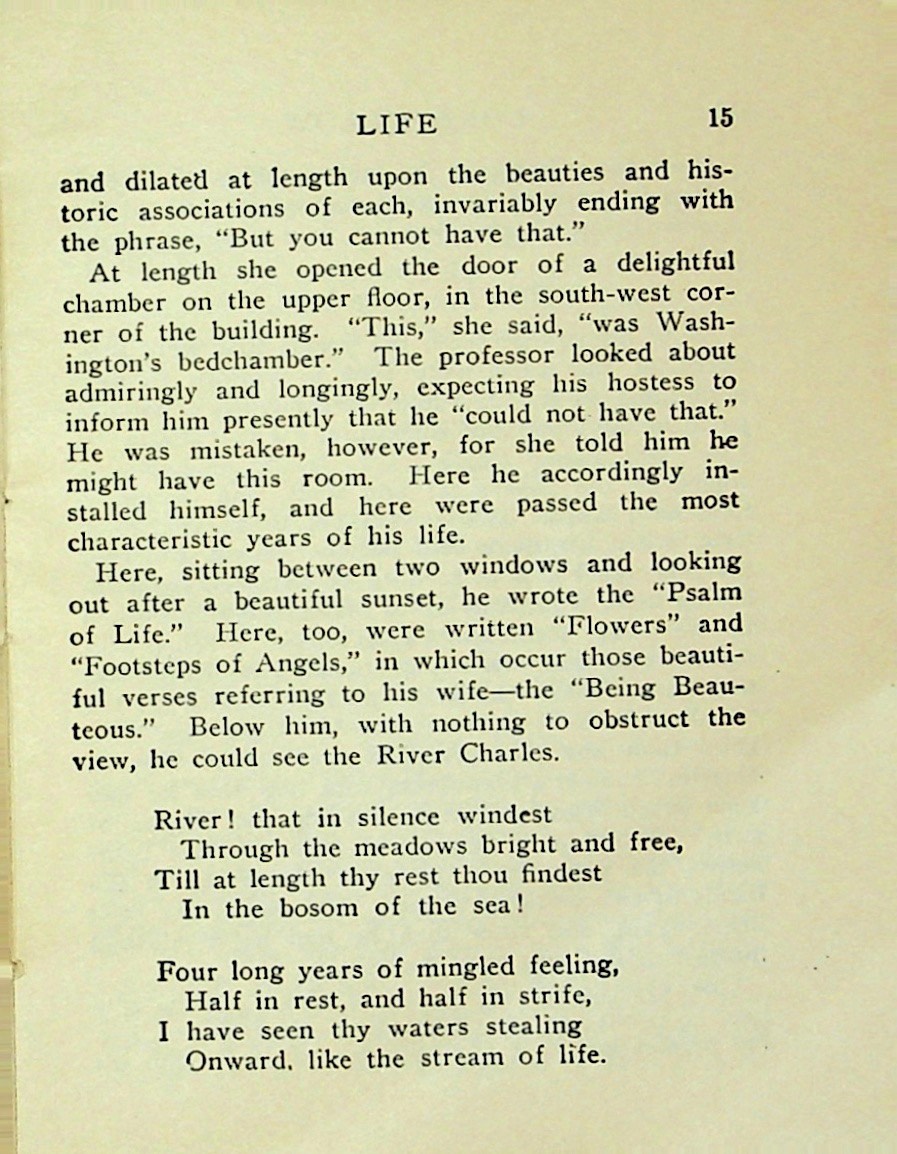 LIFE 15
and dilated at length upon the beauties and his-
toric associations of each, invariably ending with
the phrase, “But you cannot have that.”
At length she opened the door of a delightful
chamber on the upper floor, in the south-west cor-
ner of the building. “This,” she said, “was Wash-
ington’s bedchamber.” The professor looked about
admiringly and longingly, expecting his hostess to
inform him presently that he “could not have that.”
He was mistaken, however, for she told him he
might have this room. Here he accordingly in-
stalled himself, and here were passed the most
characteristic years of his life.
Here, sitting between two windows and looking
out after a beautiful sunset, he wrote the “Psalm
of Life.” Here, too, were written “Flowers” and
“Footsteps of Angels,” in which occur those beauti-
ful verses referring to his wife—the “Being Beau-
teous.” Below him, with nothing to obstruct the
view, he could see the River Charles.
River! that in silence windest
Through the meadows bright and free,
Till at length thy rest thou findest
In the bosom of the sea!
Four long years of mingled feeling,
Half in rest, and half in strife,
I have seen thy waters stealing
Onward, like the stream of life.